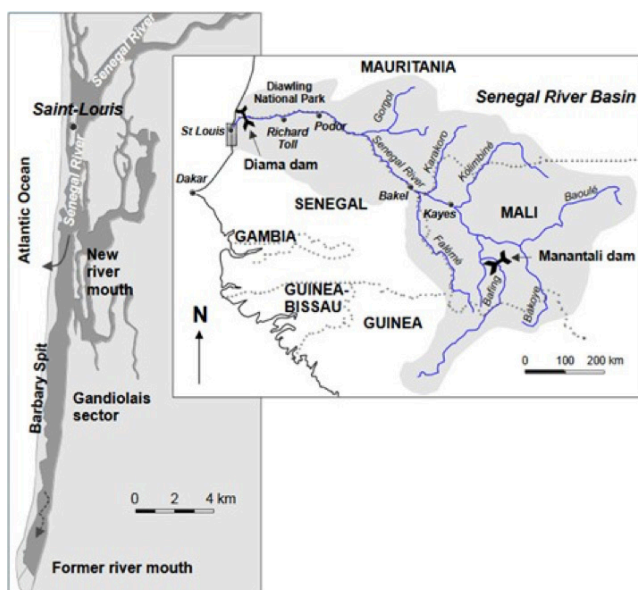 Senegal River
Saint-Louis
Senegal River
Atlantic Ocean
New
river
mouth
Barbary Spit
Gandiolais
sector
0 2 4 km
Former river mouth
MAURITANIA
Senegal River Basin
Diawling
National Park
Gorgol
St Louis
Richard
Toll
Podor
Diama dam
Senegal River
Karakoro
Kolimbiné
Dakar
Bakel
Kayes
Baoulé
SENEGAL
MALI
GAMBIA
Falémé
Manantali dam
GUINEA-
BISSAU
Bafing
Bakoye
GUINEA
N
0 100 200 km